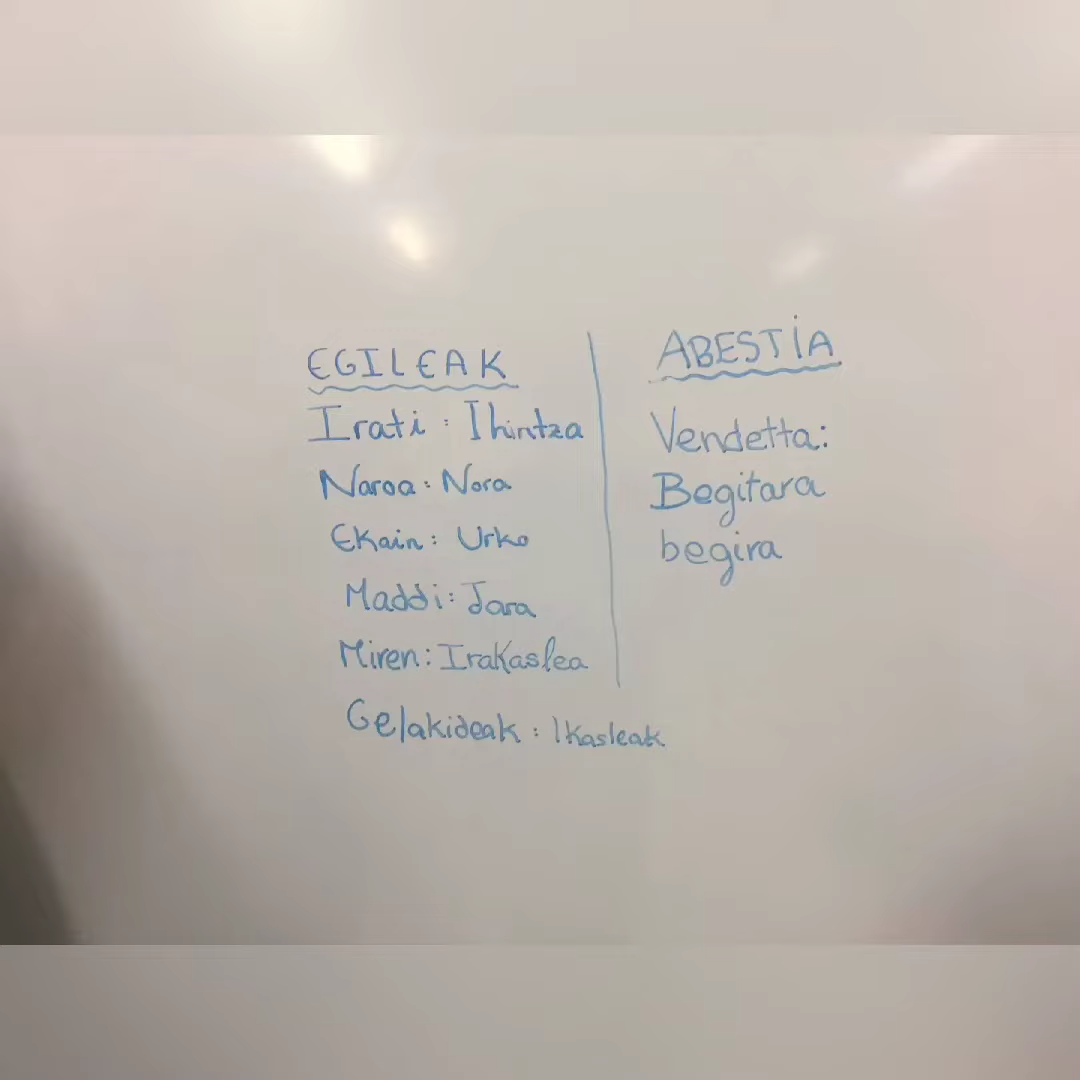 EGILEAK
Irati : Ihintza
Naroa : Nora
Ekain : Urko
Maddi : Jara
Miren : Irakaslea
Gelakideak : Ikasleak
ABESTIA
Vendetta:
Begitara
begira